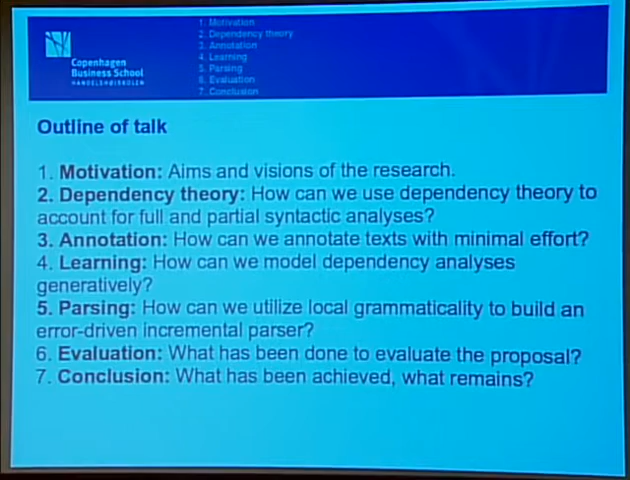 1. Motivation
2. Dependency theory
3. Annotation
4. Learning
5. Parsing
6. Evaluation
7. Conclusion
Copenhagen
Business School
HANDELSHØJSKOLEN
Outline of talk
1. Motivation: Aims and visions of the research.
2. Dependency theory: How can we use dependency theory to
account for full and partial syntactic analyses?
3. Annotation: How can we annotate texts with minimal effort?
4. Learning: How can we model dependency analyses
generatively?
5. Parsing: How can we utilize local grammaticality to build an
error-driven incremental parser?
6. Evaluation: What has been done to evaluate the proposal?
7. Conclusion: What has been achieved, what remains?